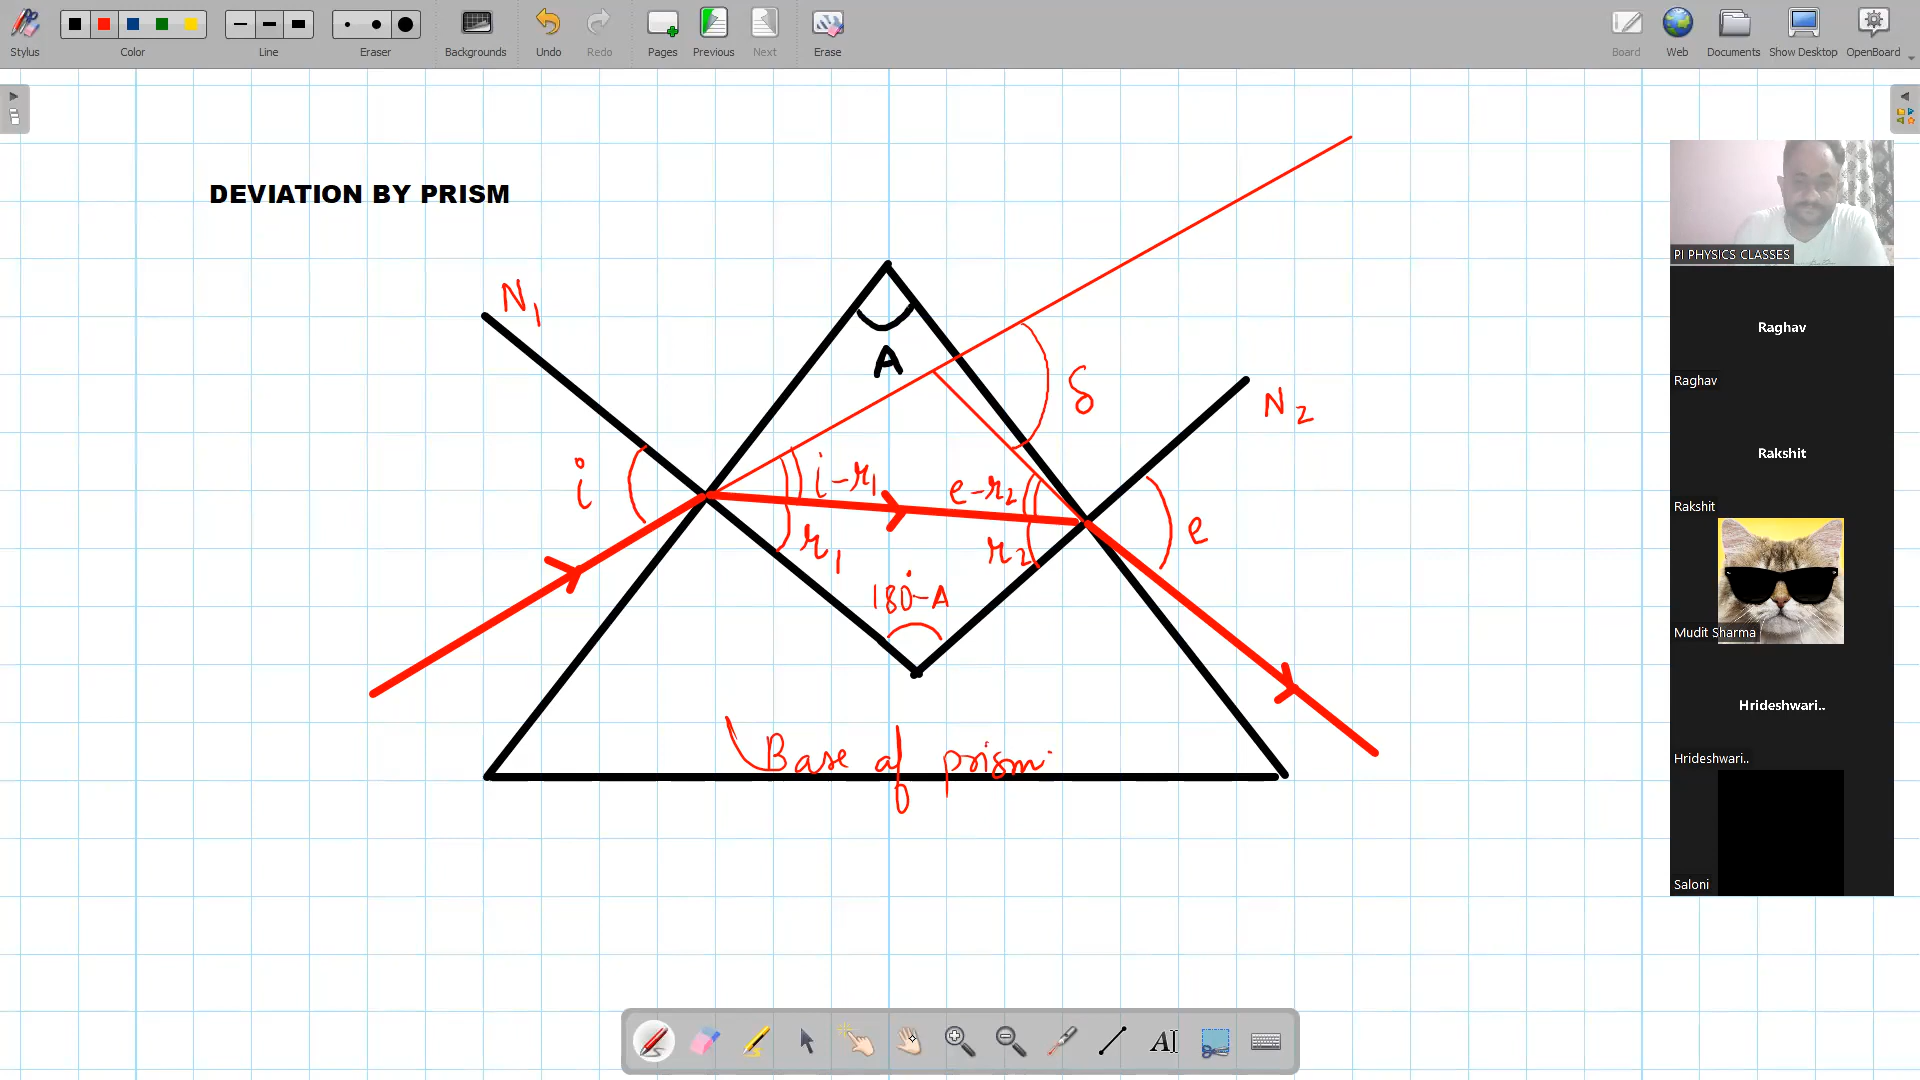 Stylus
Color
Line
Eraser
Backgrounds
Undo
Redo
Pages
Previous
Next
Erase
Board
Web
Documents
Show Desktop
OpenBoard
DEVIATION BY PRISM
N1
A
δ
N2
i
i-r1
e-r2
r1
r2
e
180°-A
Base of prism
PI PHYSICS CLASSES
Raghav
Raghav
Rakshit
Rakshit
Mudit Sharma
Hrideshwari..
Hrideshwari..
Saloni
AI